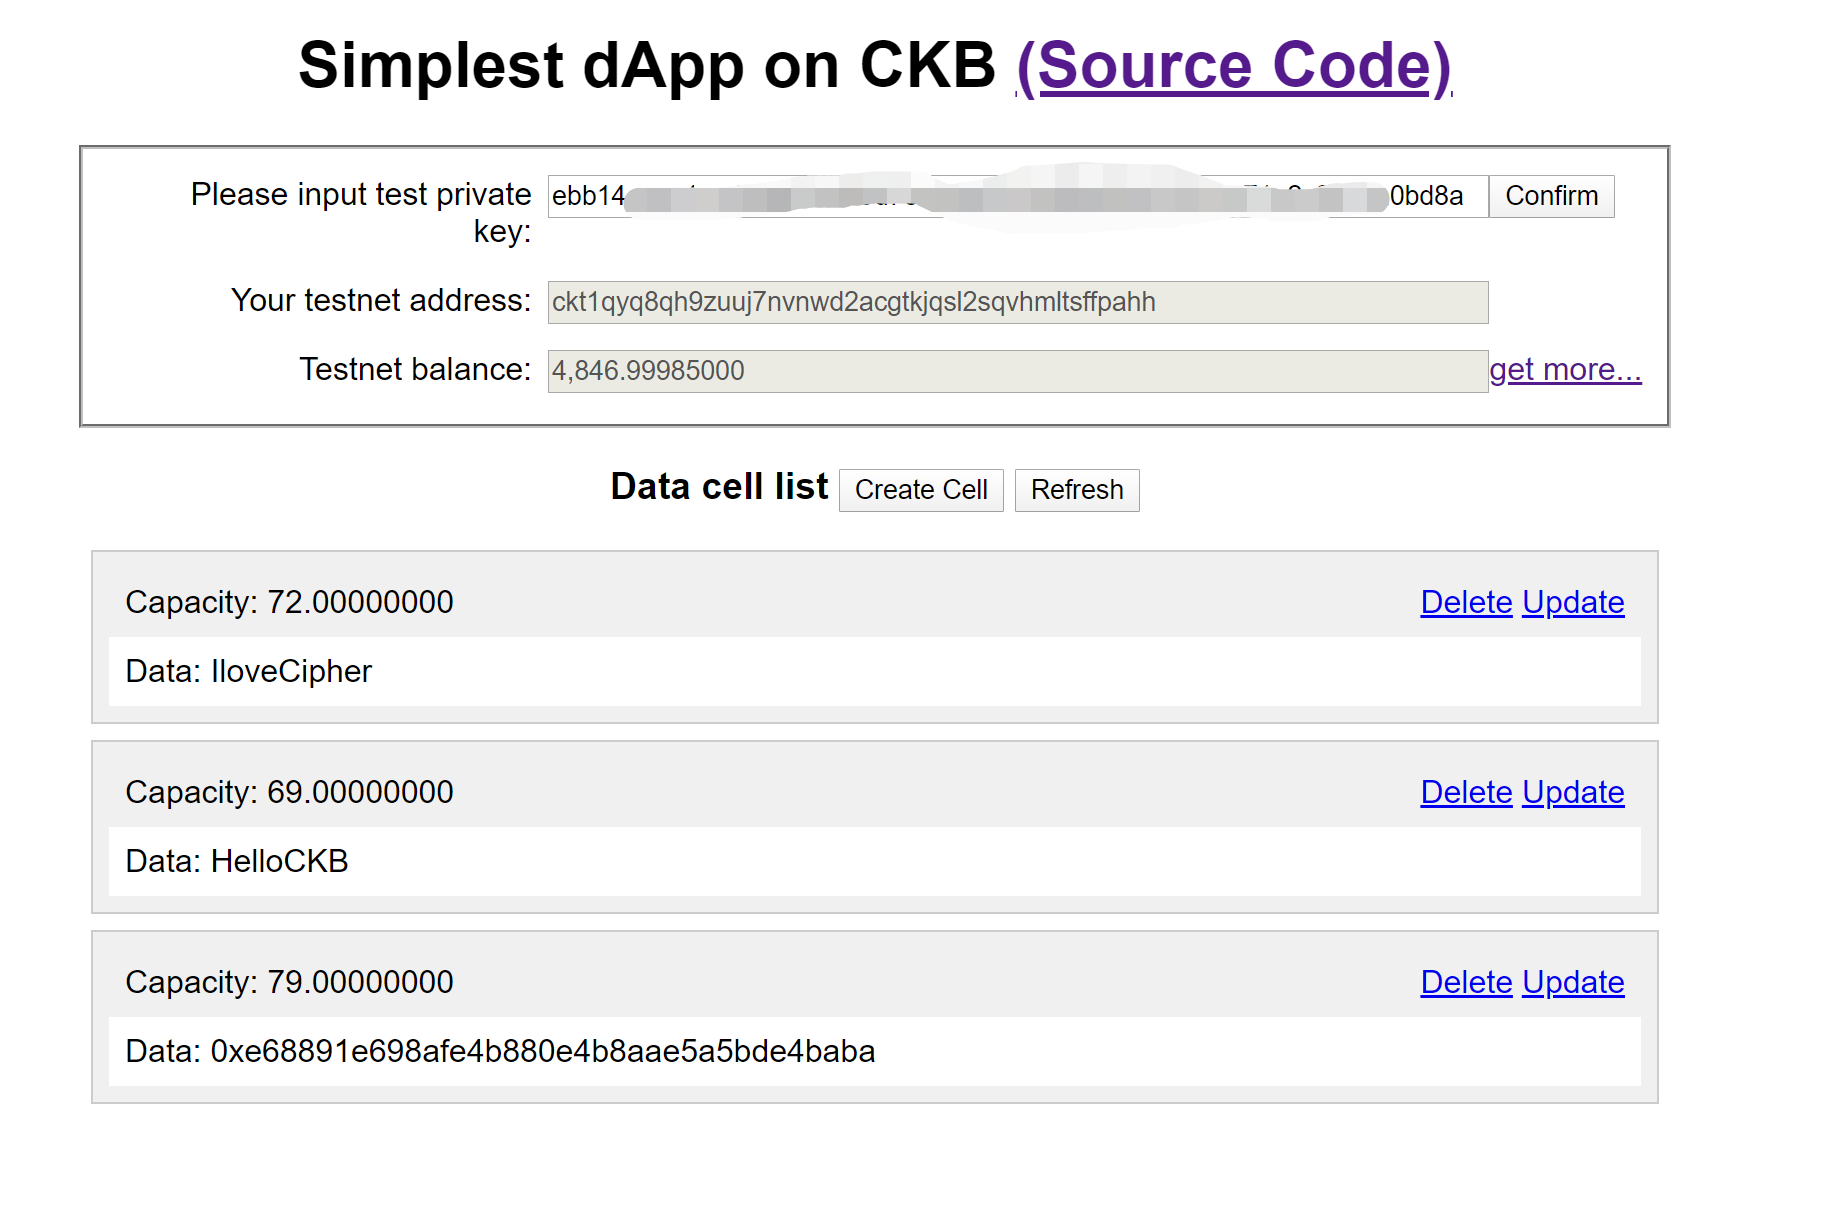 Simplest dApp on CKB (Source Code)
Please input test private key:
ebb14
0bd8a
Confirm
Your testnet address:
ckt1qyq8qh9zuuj7nvnwd2acgtkjqsl2sqvhmltsffpahh
Testnet balance:
4,846.99985000
get more...
Data cell list
Create Cell
Refresh
Capacity: 72.00000000
Delete Update
Data: IloveCipher
Capacity: 69.00000000
Delete Update
Data: HelloCKB
Capacity: 79.00000000
Delete Update
Data: 0xe68891e698afe4b880e4b8aae5a5bde4baba